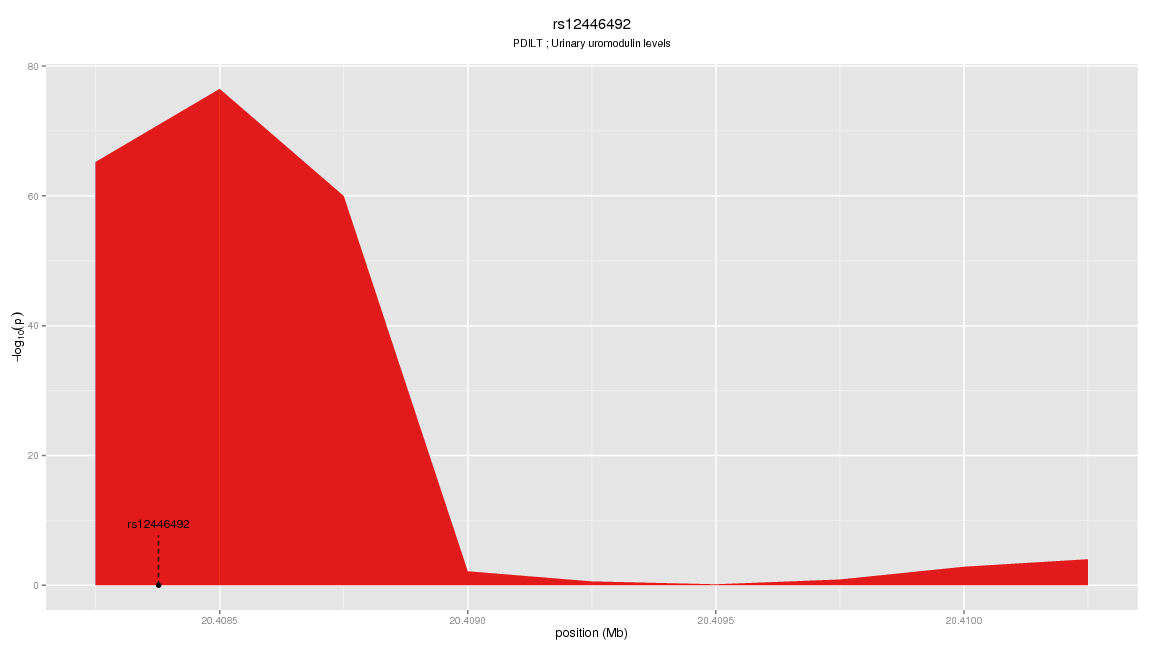 rs12446492
PDILT ; Urinary uromodulin levels
80
60
40
20
0
−log10(p)
rs12446492
20.4085
20.4090
20.4095
20.4100
position (Mb)